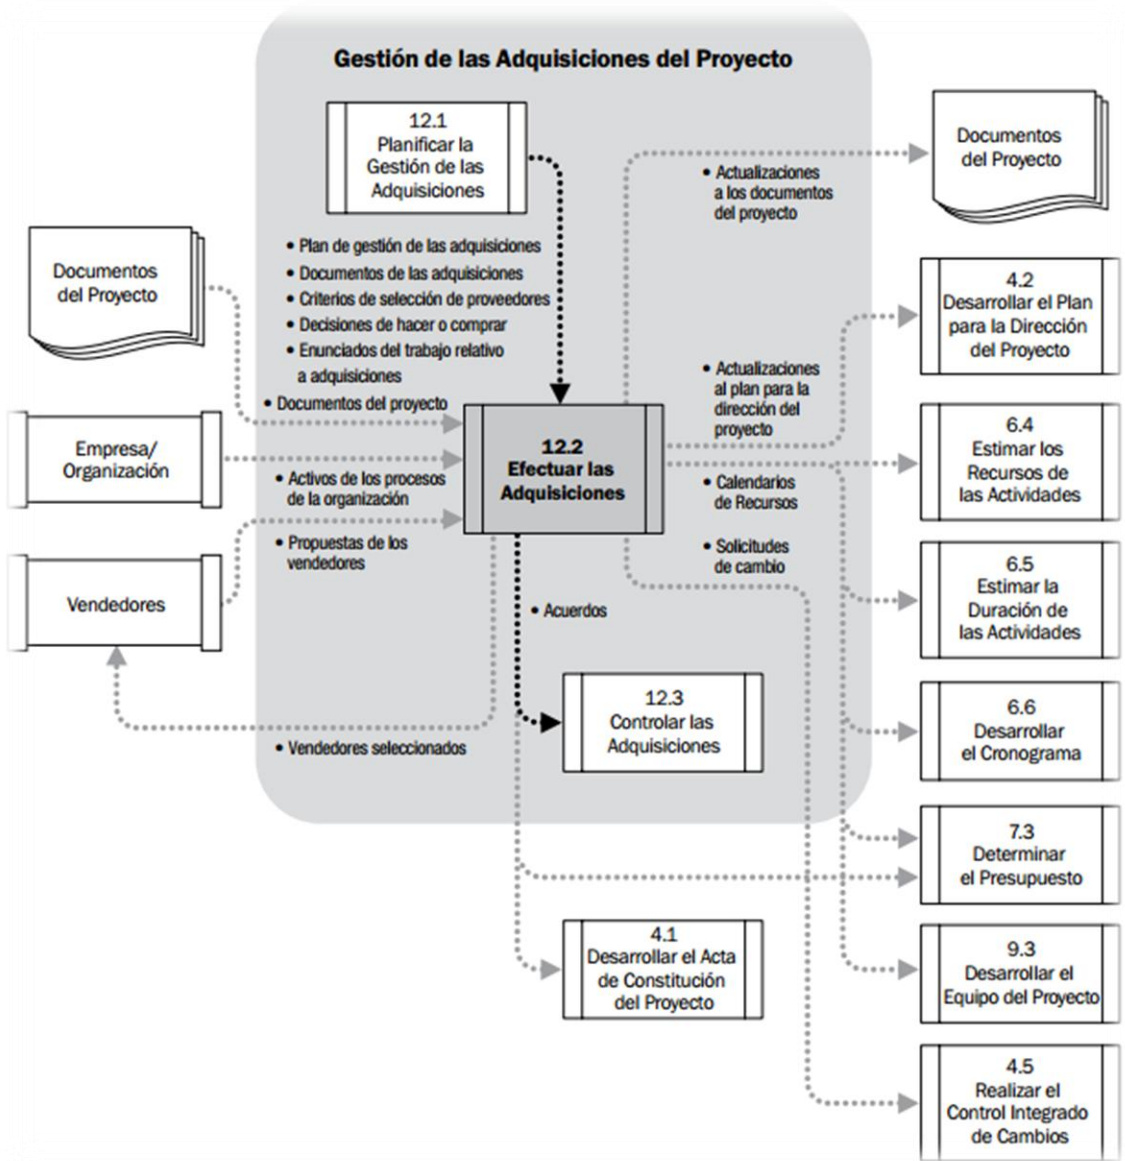 Gestión de las Adquisiciones del Proyecto
12.1
Planificar la
Gestión de las
Adquisiciones
• Plan de gestión de las adquisiciones
• Documentos de las adquisiciones
• Criterios de selección de proveedores
• Decisiones de hacer o comprar
• Enunciados del trabajo relativo
a adquisiciones
Documentos
del Proyecto
• Documentos del proyecto
Empresa/
Organización
• Activos de los procesos
de la organización
Vendedores
• Propuestas de los
vendedores
12.2
Efectuar las
Adquisiciones
• Vendedores seleccionados
• Acuerdos
12.3
Controlar las
Adquisiciones
4.1
Desarrollar el Acta
de Constitución
del Proyecto
• Actualizaciones
a los documentos
del proyecto
• Actualizaciones
al plan para la
dirección del
proyecto
• Calendarios
de Recursos
• Solicitudes
de cambio
Documentos
del Proyecto
4.2
Desarrollar el Plan
para la Dirección
del Proyecto
6.4
Estimar los
Recursos de
las Actividades
6.5
Estimar la
Duración de
las Actividades
6.6
Desarrollar
el Cronograma
7.3
Determinar
el Presupuesto
9.3
Desarrollar el
Equipo del Proyecto
4.5
Realizar el
Control Integrado
de Cambios